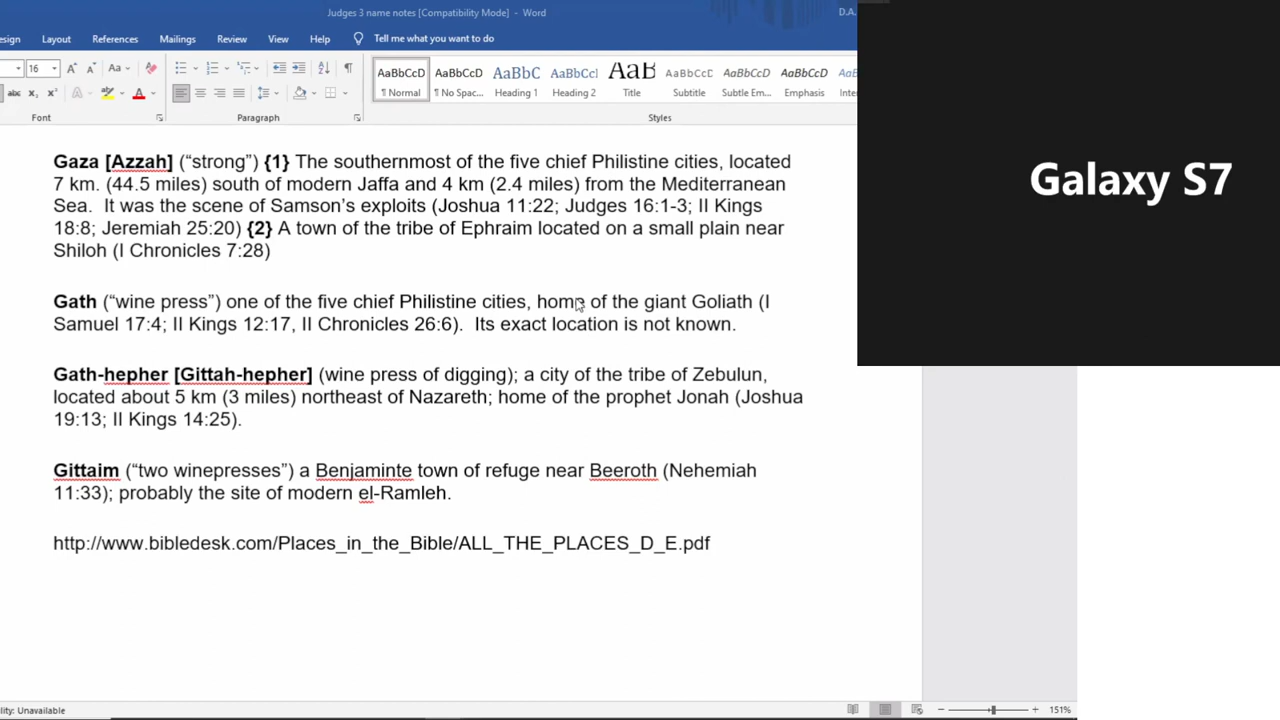 Judges 3 name notes [Compatibility Mode] - Word
D.A.
esign Layout References Mailings Review View Help Tell me what you want to do
16 Aa
abc x₂ x² A A
AaBbCcD AaBbCcD AaBbC AaBbCcI AaB AaBbCcD AaBbCcD AaBbCcD AaB
¶ Normal ¶ No Spac... Heading 1 Heading 2 Title Subtitle Subtle Em... Emphasis Inte
Font Paragraph Styles
Galaxy S7
Gaza [Azzah] (“strong”) {1} The southernmost of the five chief Philistine cities, located
7 km. (44.5 miles) south of modern Jaffa and 4 km (2.4 miles) from the Mediterranean
Sea. It was the scene of Samson’s exploits (Joshua 11:22; Judges 16:1-3; II Kings
18:8; Jeremiah 25:20) {2} A town of the tribe of Ephraim located on a small plain near
Shiloh (I Chronicles 7:28)
Gath (“wine press”) one of the five chief Philistine cities, home of the giant Goliath (I
Samuel 17:4; II Kings 12:17, II Chronicles 26:6). Its exact location is not known.
Gath-hepher [Gittah-hepher] (wine press of digging); a city of the tribe of Zebulun,
located about 5 km (3 miles) northeast of Nazareth; home of the prophet Jonah (Joshua
19:13; II Kings 14:25).
Gittaim (“two winepresses”) a Benjaminte town of refuge near Beeroth (Nehemiah
11:33); probably the site of modern el-Ramleh.
http://www.bibledesk.com/Places_in_the_Bible/ALL_THE_PLACES_D_E.pdf
ility: Unavailable
151%